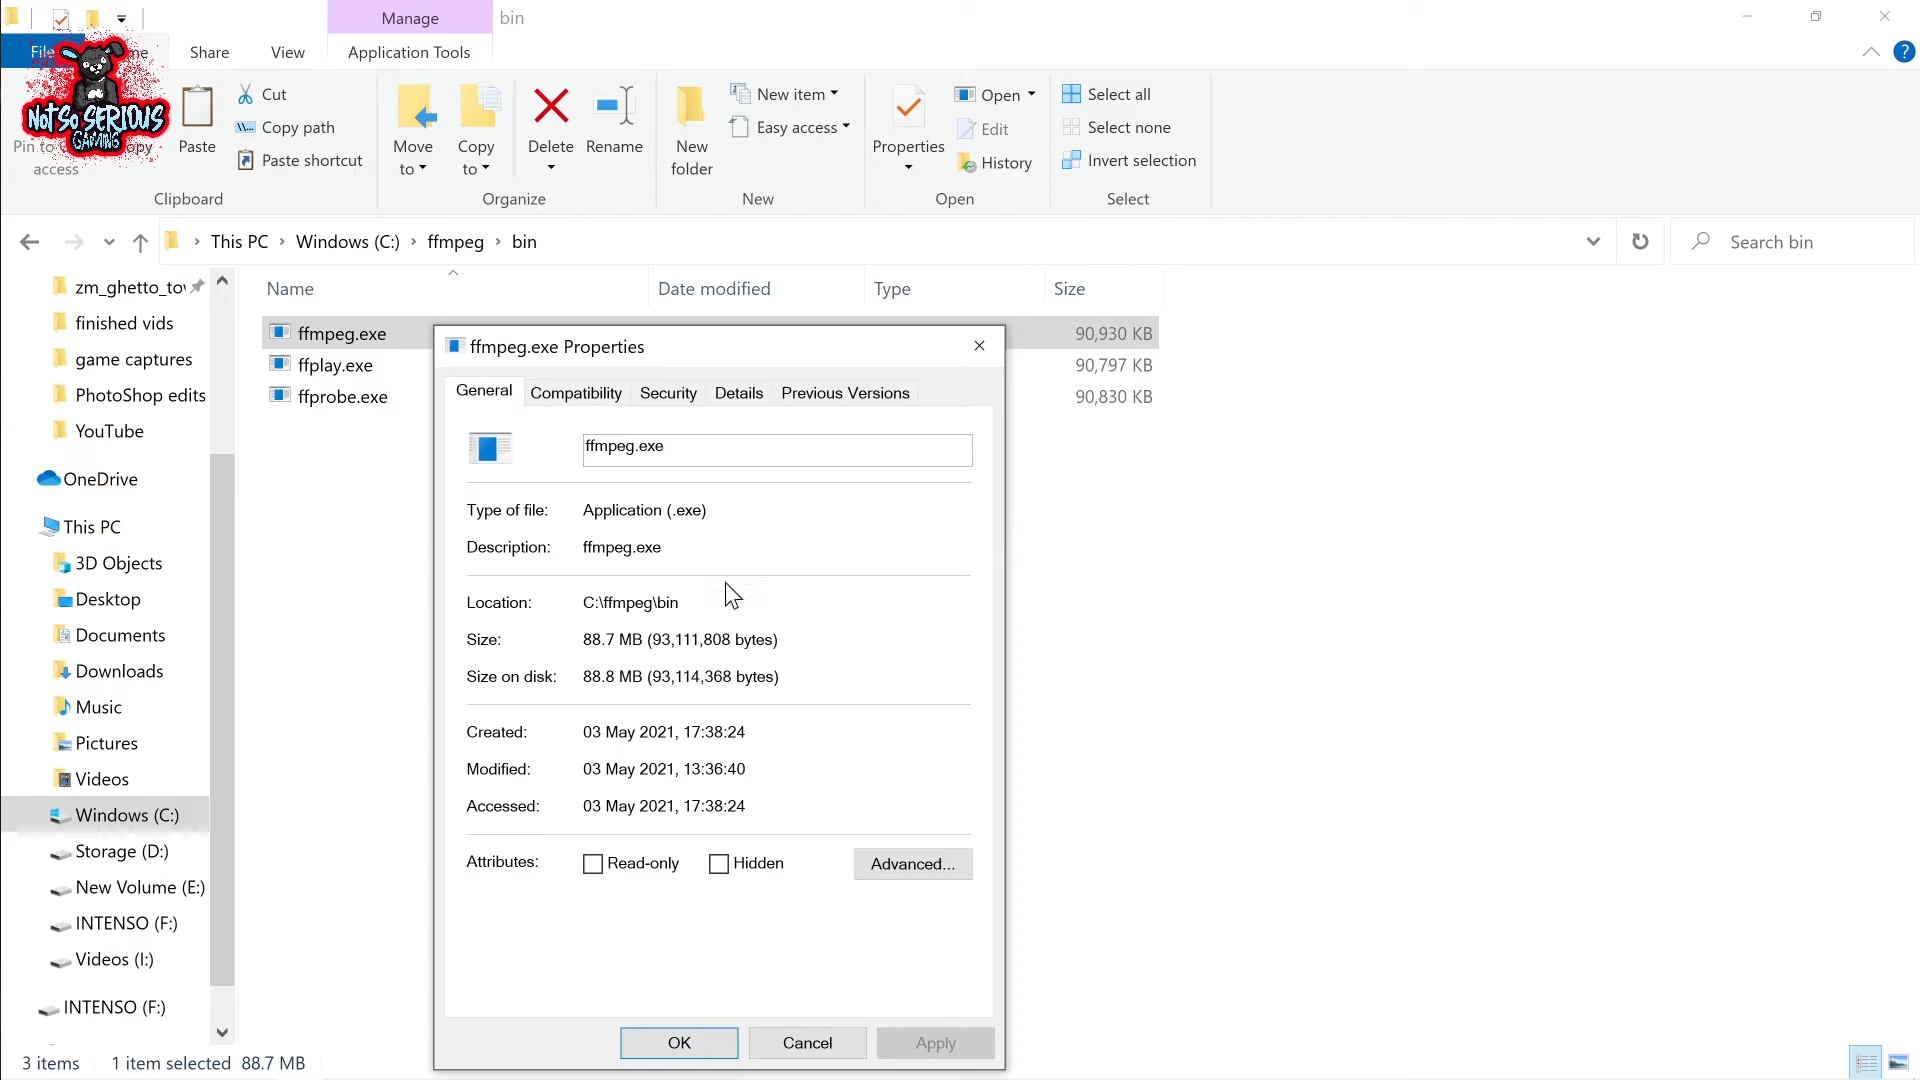 Manage
bin
File
Share
View
Application Tools
NOT SO SERIOUS
GAMING
Pin to
access
Paste
Cut
Copy path
Paste shortcut
Clipboard
Move
to
Copy
to
Delete
Rename
Organize
New
folder
New item
Easy access
New
Properties
Open
Edit
History
Open
Select all
Select none
Invert selection
Select
This PC
Windows (C:)
ffmpeg
bin
Search bin
zm_ghetto_to
finished vids
game captures
PhotoShop edits
YouTube
OneDrive
This PC
3D Objects
Desktop
Documents
Downloads
Music
Pictures
Videos
Windows (C:)
Storage (D:)
New Volume (E:)
INTENSO (F:)
Videos (I:)
INTENSO (F:)
Name
Date modified
Type
Size
ffmpeg.exe
90,930 KB
ffplay.exe
90,797 KB
ffprobe.exe
90,830 KB
ffmpeg.exe Properties
General
Compatibility
Security
Details
Previous Versions
ffmpeg.exe
Type of file:
Application (.exe)
Description:
ffmpeg.exe
Location:
C:\ffmpeg\bin
Size:
88.7 MB (93,111,808 bytes)
Size on disk:
88.8 MB (93,114,368 bytes)
Created:
03 May 2021, 17:38:24
Modified:
03 May 2021, 13:36:40
Accessed:
03 May 2021, 17:38:24
Attributes:
Read-only
Hidden
Advanced...
OK
Cancel
Apply
3 items
1 item selected 88.7 MB